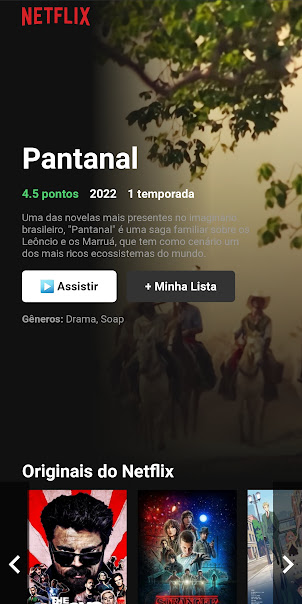 NETFLIX
Pantanal
4.5 pontos 2022 1 temporada
Uma das novelas mais presentes no imaginário
brasileiro, "Pantanal" é uma saga familiar sobre os
Leôncio e os Marruá, que tem como cenário um
dos mais ricos ecossistemas do mundo.
Assistir
+ Minha Lista
Gêneros: Drama, Soap
Originais do Netflix